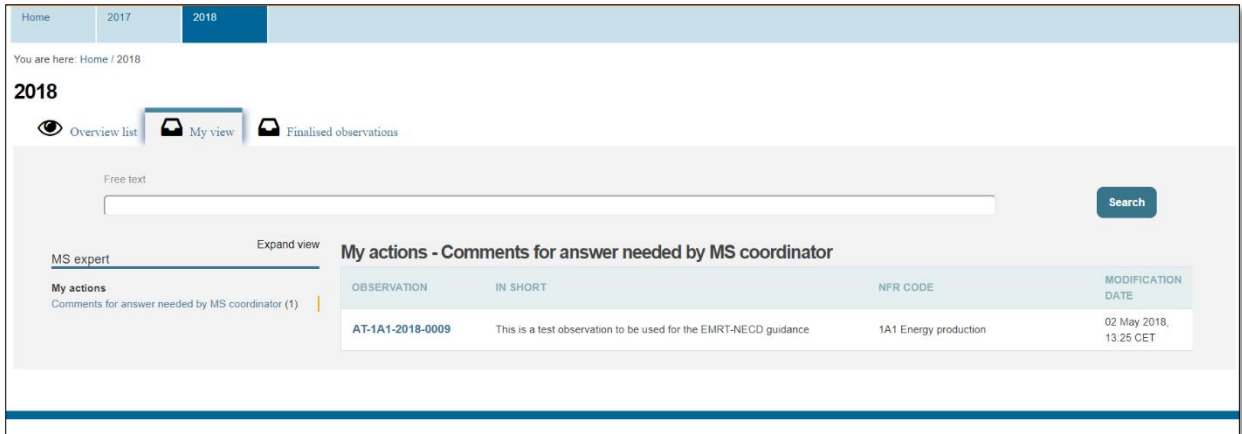 Home 2017 2018
You are here: Home / 2018
2018
Overview list My view Finalised observations
Free text
Search
Expand view
MS expert
My actions
Comments for answer needed by MS coordinator (1)
My actions - Comments for answer needed by MS coordinator
OBSERVATION IN SHORT NFR CODE MODIFICATION
DATE
AT-1A1-2018-0009 This is a test observation to be used for the EMRT-NECD guidance 1A1 Energy production 02 May 2018,
13:25 CET